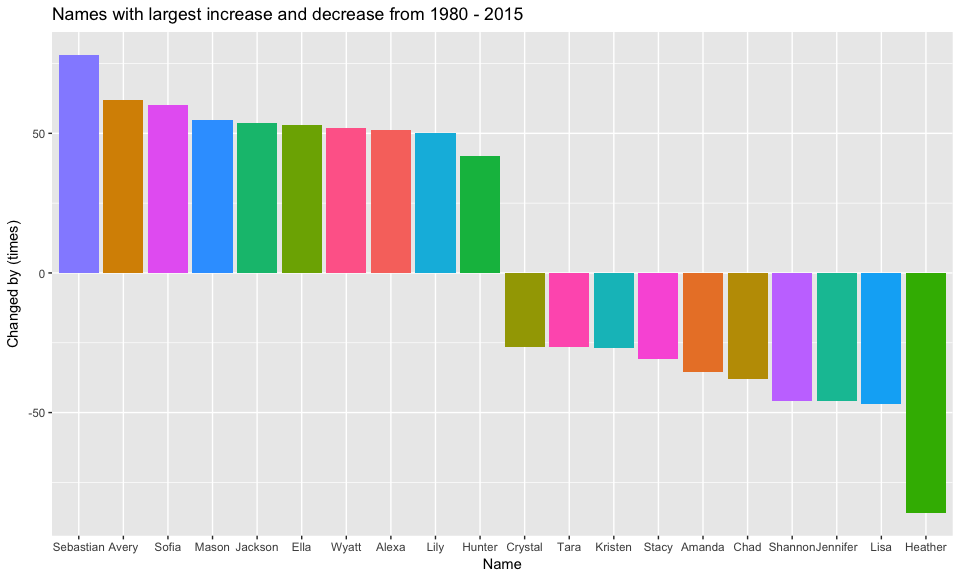 Names with largest increase and decrease from 1980 - 2015
Changed by (times)
50
0
-50
Sebastian Avery Sofia Mason Jackson Ella Wyatt Alexa Lily Hunter Crystal Tara Kristen Stacy Amanda Chad Shannon Jennifer Lisa Heather
Name